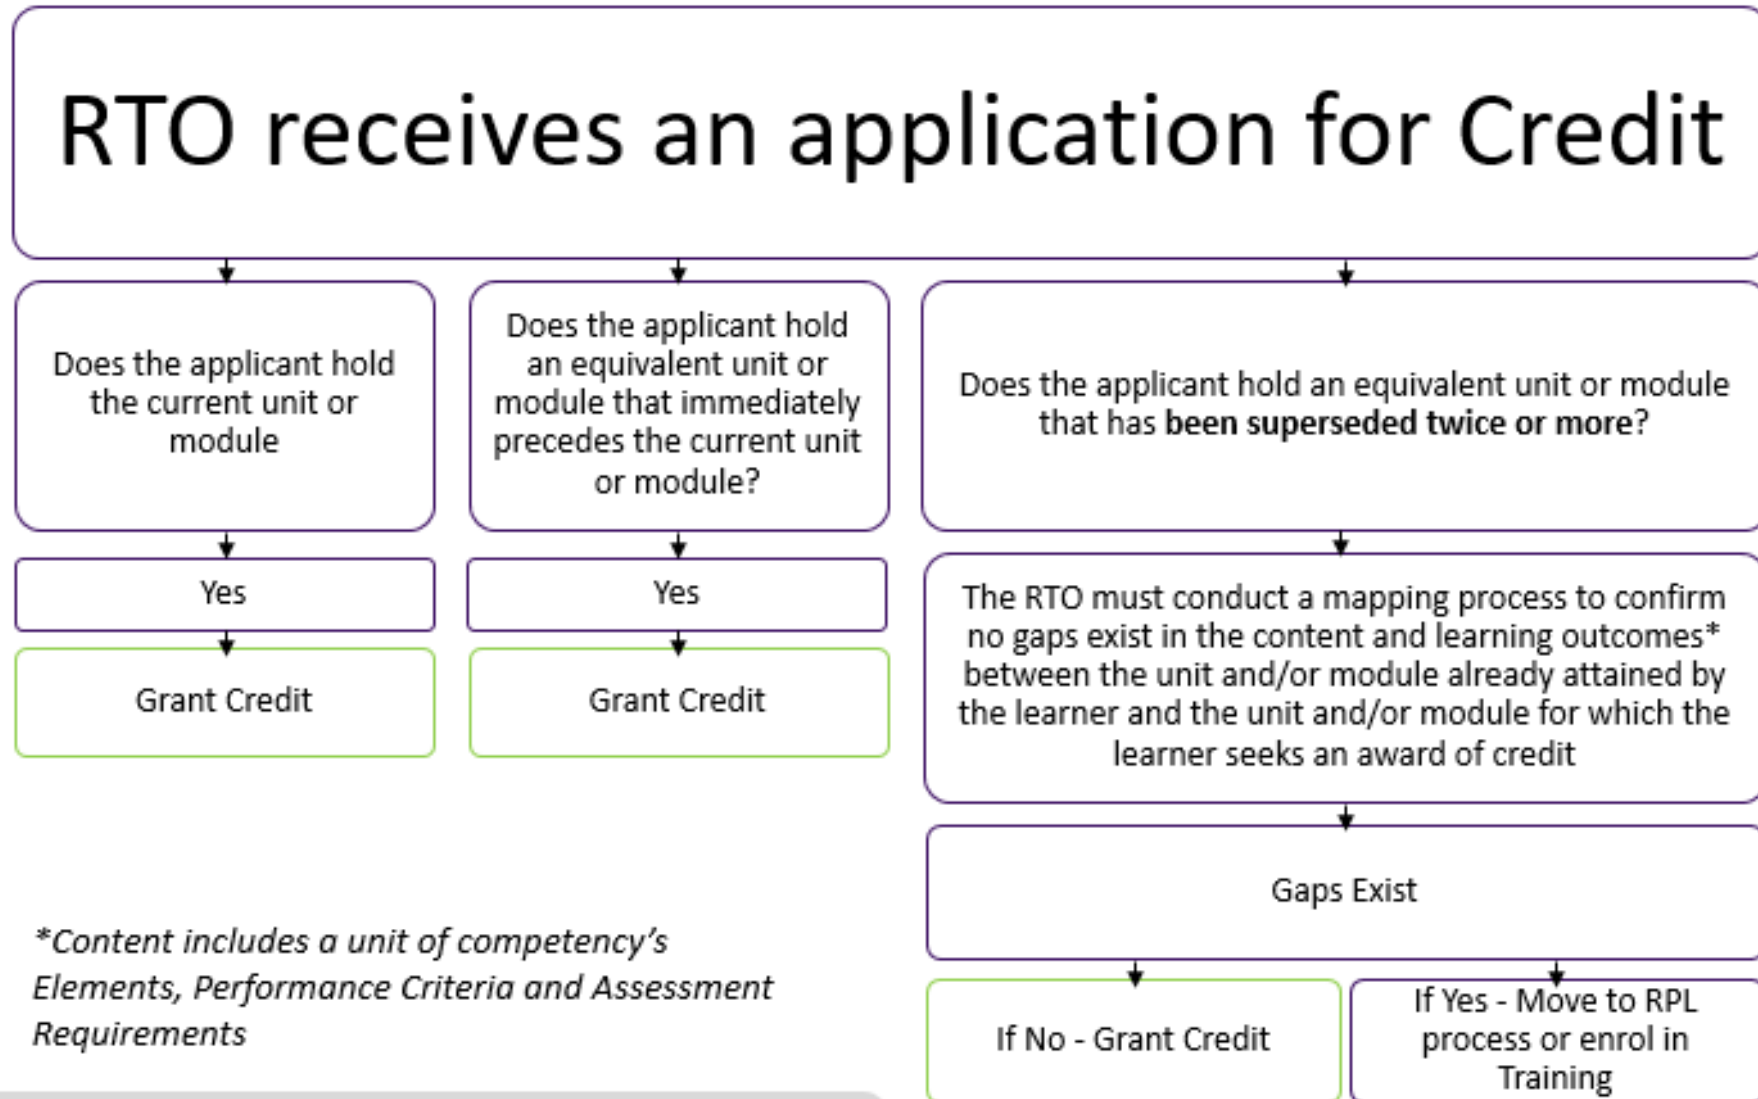 RTO receives an application for Credit
Does the applicant hold
the current unit or
module
Does the applicant hold
an equivalent unit or
module that immediately
precedes the current unit
or module?
Does the applicant hold an equivalent unit or module
that has been superseded twice or more?
Yes
Yes
Grant Credit
Grant Credit
The RTO must conduct a mapping process to confirm
no gaps exist in the content and learning outcomes*
between the unit and/or module already attained by
the learner and the unit and/or module for which the
learner seeks an award of credit
Gaps Exist
If No - Grant Credit
If Yes - Move to RPL
process or enrol in
Training
*Content includes a unit of competency’s
Elements, Performance Criteria and Assessment
Requirements